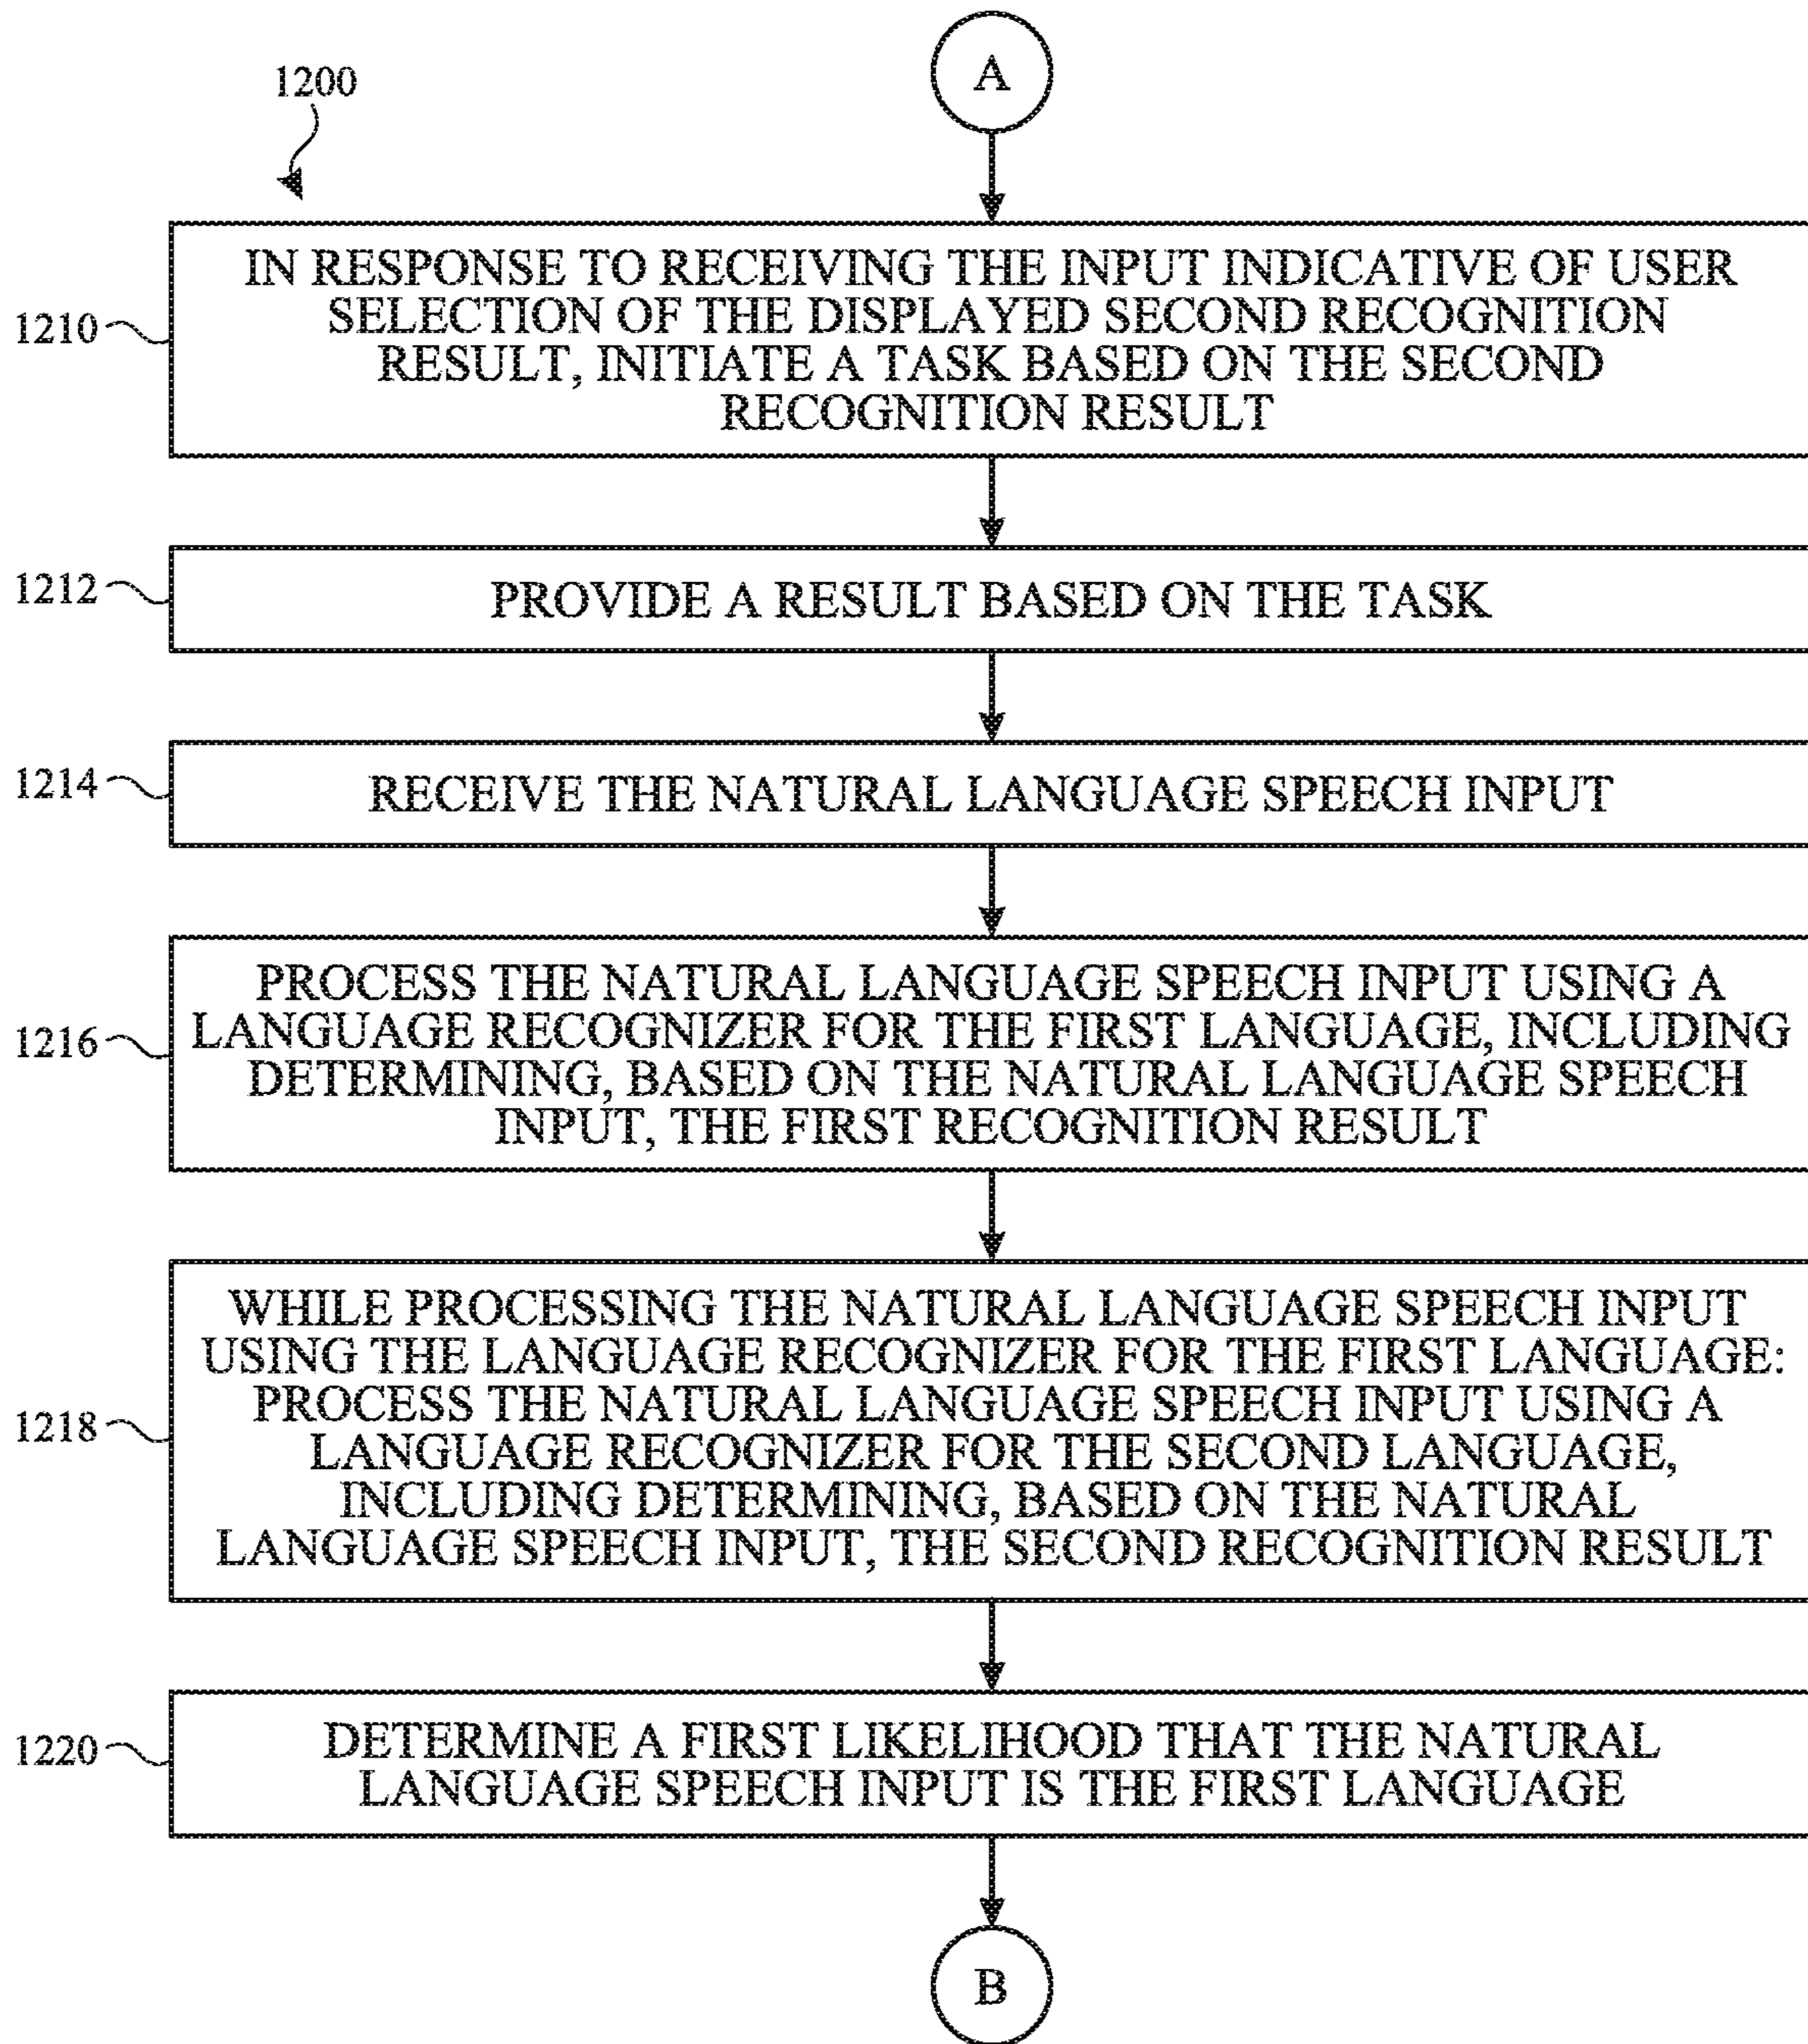 A
1200
IN RESPONSE TO RECEIVING THE INPUT INDICATIVE OF USER
SELECTION OF THE DISPLAYED SECOND RECOGNITION
RESULT, INITIATE A TASK BASED ON THE SECOND
RECOGNITION RESULT
1210
PROVIDE A RESULT BASED ON THE TASK
1212
RECEIVE THE NATURAL LANGUAGE SPEECH INPUT
1214
PROCESS THE NATURAL LANGUAGE SPEECH INPUT USING A
LANGUAGE RECOGNIZER FOR THE FIRST LANGUAGE, INCLUDING
DETERMINING, BASED ON THE NATURAL LANGUAGE SPEECH
INPUT, THE FIRST RECOGNITION RESULT
1216
WHILE PROCESSING THE NATURAL LANGUAGE SPEECH INPUT
USING THE LANGUAGE RECOGNIZER FOR THE FIRST LANGUAGE:
PROCESS THE NATURAL LANGUAGE SPEECH INPUT USING A
LANGUAGE RECOGNIZER FOR THE SECOND LANGUAGE,
INCLUDING DETERMINING, BASED ON THE NATURAL
LANGUAGE SPEECH INPUT, THE SECOND RECOGNITION RESULT
1218
DETERMINE A FIRST LIKELIHOOD THAT THE NATURAL
LANGUAGE SPEECH INPUT IS THE FIRST LANGUAGE
1220
B